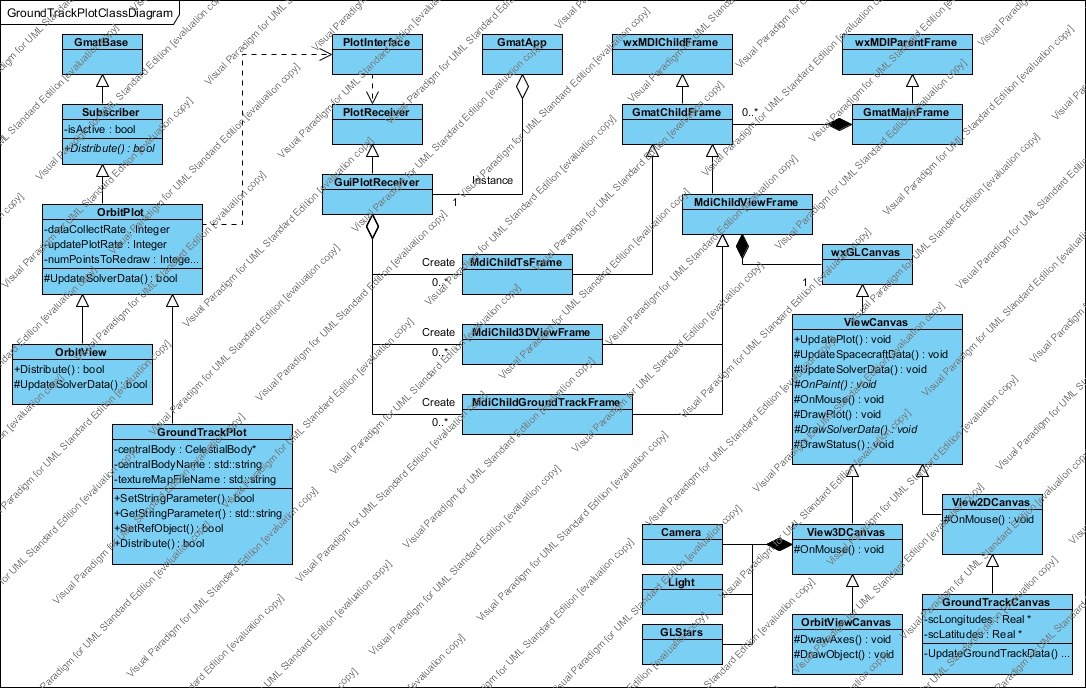 GroundTrackPlotClassDiagram
GmatBase
PlotInterface
GmatApp
wxMDIChildFrame
wxMDIParentFrame
Subscriber
-isActive : bool
+Distribute() : bool
PlotReceiver
GmatChildFrame
0..*
GmatMainFrame
GuiPlotReceiver
Instance
1
MdiChildViewFrame
OrbitPlot
-dataCollectRate : Integer
-updatePlotRate : Integer
-numPointsToRedraw : Intege...
#UpdateSolverData() : bool
Create
0..*
MdiChildTsFrame
wxGLCanvas
1
Create
0..*
MdiChild3DViewFrame
Create
0..*
MdiChildGroundTrackFrame
ViewCanvas
+UpdatePlot() : void
#UpdateSpacecraftData() : void
#UpdateSolverData() : void
#OnPaint() : void
#OnMouse() : void
#DrawPlot() : void
#DrawSolverData() : void
#DrawStatus() : void
OrbitView
+Distribute() : bool
#UpdateSolverData() : bool
GroundTrackPlot
-centralBody : CelestialBody*
-centralBodyName : std::string
-textureMapFileName : std::string
+SetStringParameter() : bool
+GetStringParameter() : std::string
+SetRefObject() : bool
+Distribute() : bool
Camera
Light
GLStars
View3DCanvas
#OnMouse() : void
View2DCanvas
#OnMouse() : void
OrbitViewCanvas
#DwawAxes() : void
#DrawObject() : void
GroundTrackCanvas
-scLongitudes : Real *
-scLatitudes : Real *
-UpdateGroundTrackData() ...
Visual Paradigm for UML Standard Edition [evaluation copy]